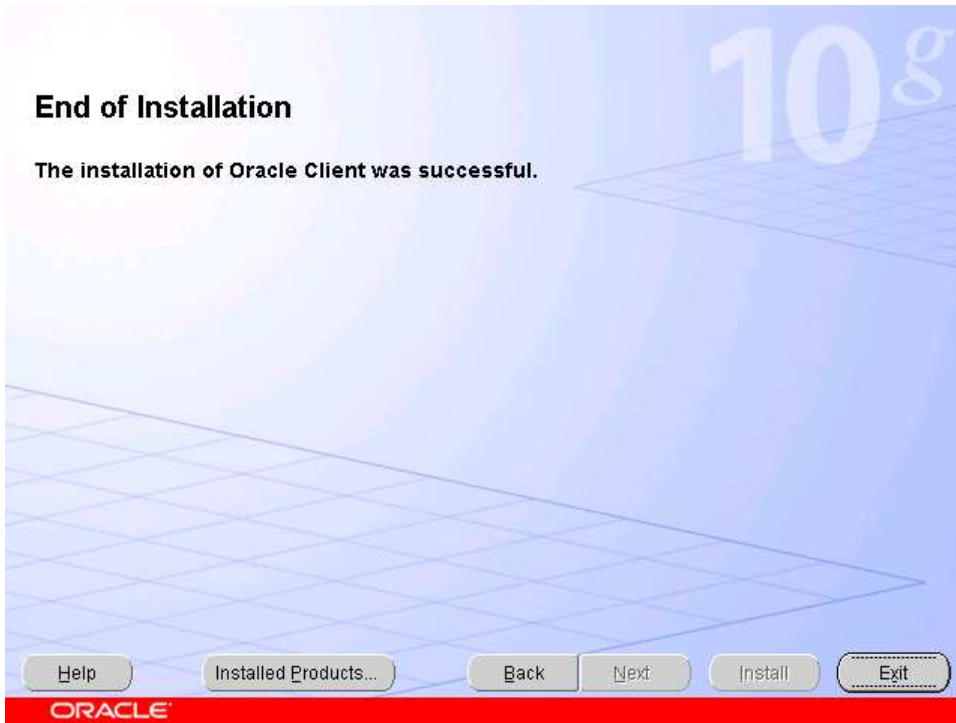 10g
End of Installation
The installation of Oracle Client was successful.
Help Installed Products... Back Next Install Exit
ORACLE